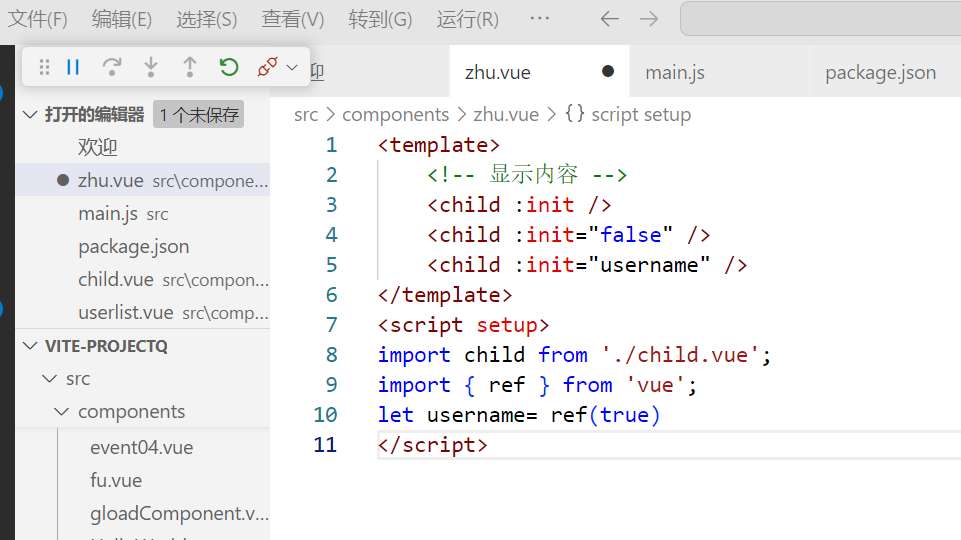 文件(F) 编辑(E) 选择(S) 查看(V) 转到(G) 运行(R) ···
迎 zhu.vue main.js package.json
打开的编辑器 1 个未保存
欢迎
zhu.vue src\compone...
main.js src
package.json
child.vue src\compon...
userlist.vue src\comp...
VITE-PROJECTQ
src
components
event04.vue
fu.vue
gloadComponent.v...
src > components > zhu.vue > {} script setup
1 <template>
2 <!-- 显示内容 -->
3 <child :init />
4 <child :init="false" />
5 <child :init="username" />
6 </template>
7 <script setup>
8 import child from './child.vue';
9 import { ref } from 'vue';
10 let username= ref(true)
11 </script>